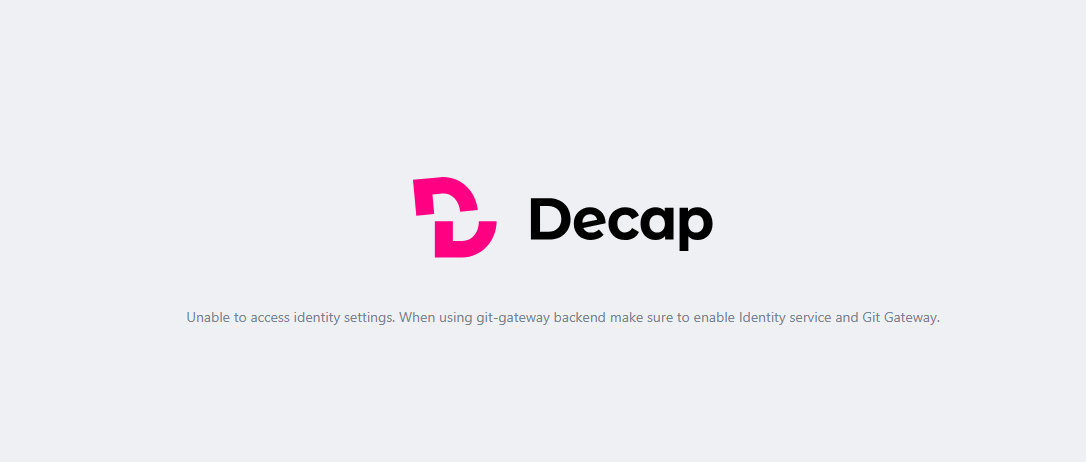 Decap
Unable to access identity settings. When using git-gateway backend make sure to enable Identity service and Git Gateway.